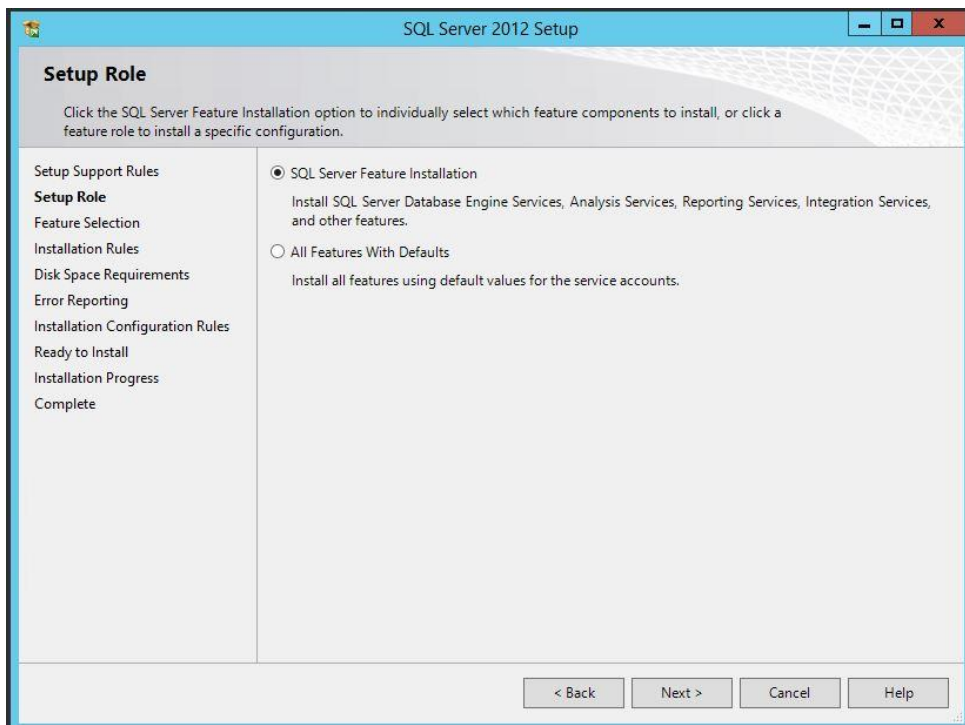 SQL Server 2012 Setup
Setup Role
Click the SQL Server Feature Installation option to individually select which feature components to install, or click a
feature role to install a specific configuration.
Setup Support Rules
Setup Role
Feature Selection
Installation Rules
Disk Space Requirements
Error Reporting
Installation Configuration Rules
Ready to Install
Installation Progress
Complete
SQL Server Feature Installation
Install SQL Server Database Engine Services, Analysis Services, Reporting Services, Integration Services,
and other features.
All Features With Defaults
Install all features using default values for the service accounts.
< Back
Next >
Cancel
Help